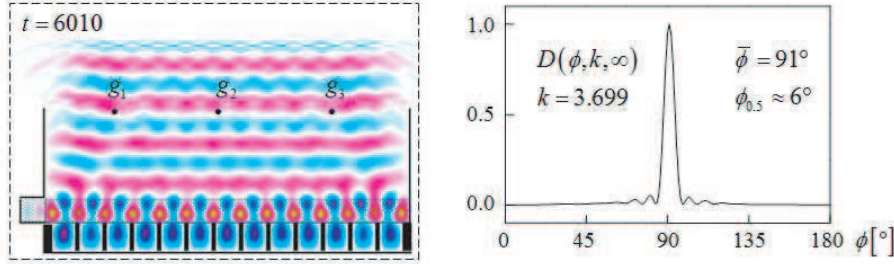 t = 6010
g₁ g₂ g₃
1.0
D(ϕ,k,∞) ϕ̅ = 91°
k = 3.699 ϕ₀.₅ ≈ 6°
0.5
0.0
0 45 90 135 180 ϕ[°]